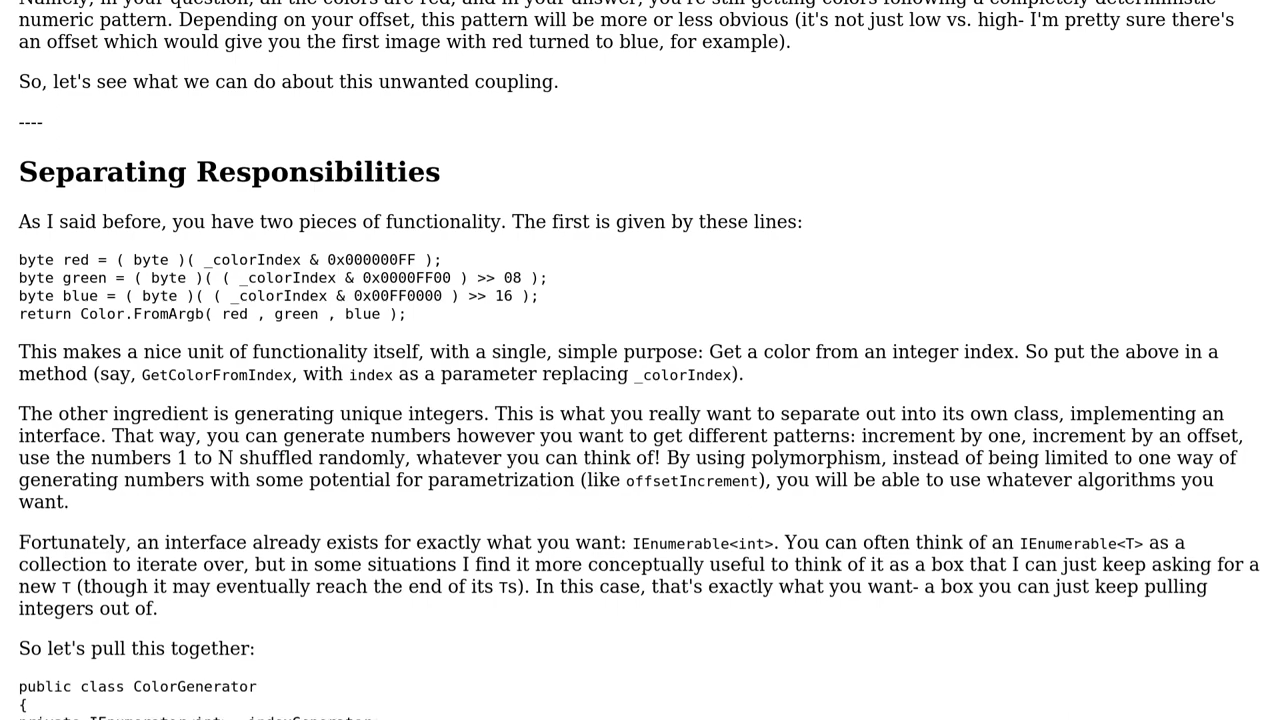 numeric pattern. Depending on your offset, this pattern will be more or less obvious (it's not just low vs. high- I'm pretty sure there's
an offset which would give you the first image with red turned to blue, for example).
So, let's see what we can do about this unwanted coupling.
----
Separating Responsibilities
As I said before, you have two pieces of functionality. The first is given by these lines:
byte red = ( byte )( _colorIndex & 0x000000FF );
byte green = ( byte )( ( _colorIndex & 0x0000FF00 ) >> 08 );
byte blue = ( byte )( ( _colorIndex & 0x00FF0000 ) >> 16 );
return Color.FromArgb( red , green , blue );
This makes a nice unit of functionality itself, with a single, simple purpose: Get a color from an integer index. So put the above in a
method (say, GetColorFromIndex, with index as a parameter replacing _colorIndex).
The other ingredient is generating unique integers. This is what you really want to separate out into its own class, implementing an
interface. That way, you can generate numbers however you want to get different patterns: increment by one, increment by an offset,
use the numbers 1 to N shuffled randomly, whatever you can think of! By using polymorphism, instead of being limited to one way of
generating numbers with some potential for parametrization (like offsetIncrement), you will be able to use whatever algorithms you
want.
Fortunately, an interface already exists for exactly what you want: IEnumerable<int>. You can often think of an IEnumerable<T> as a
collection to iterate over, but in some situations I find it more conceptually useful to think of it as a box that I can just keep asking for a
new T (though it may eventually reach the end of its Ts). In this case, that's exactly what you want- a box you can just keep pulling
integers out of.
So let's pull this together:
public class ColorGenerator
{